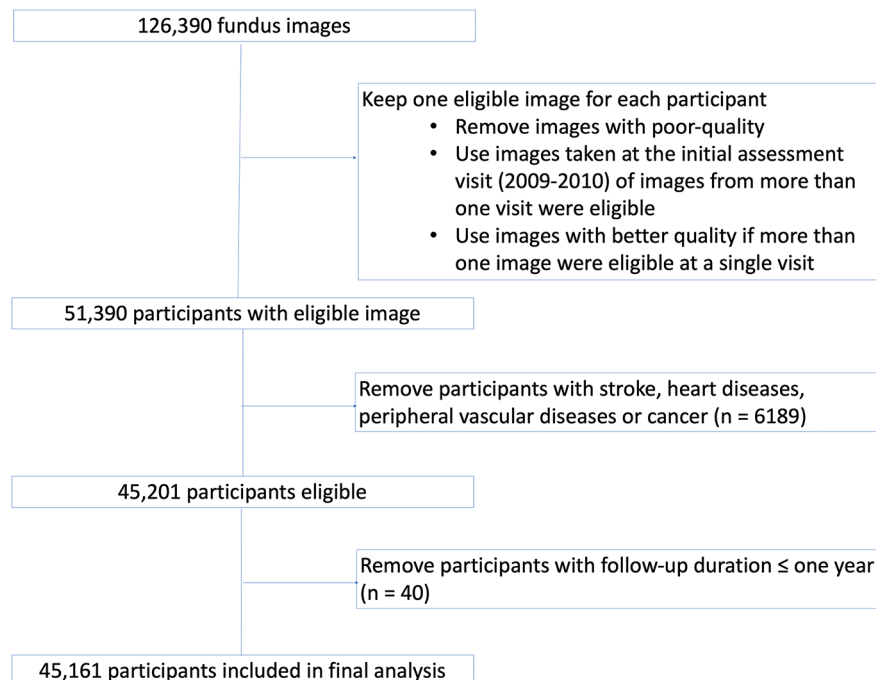 126,390 fundus images
Keep one eligible image for each participant
• Remove images with poor-quality
• Use images taken at the initial assessment
visit (2009-2010) of images from more than
one visit were eligible
• Use images with better quality if more than
one image were eligible at a single visit
51,390 participants with eligible image
Remove participants with stroke, heart diseases,
peripheral vascular diseases or cancer (n = 6189)
45,201 participants eligible
Remove participants with follow-up duration ≤ one year
(n = 40)
45,161 participants included in final analysis